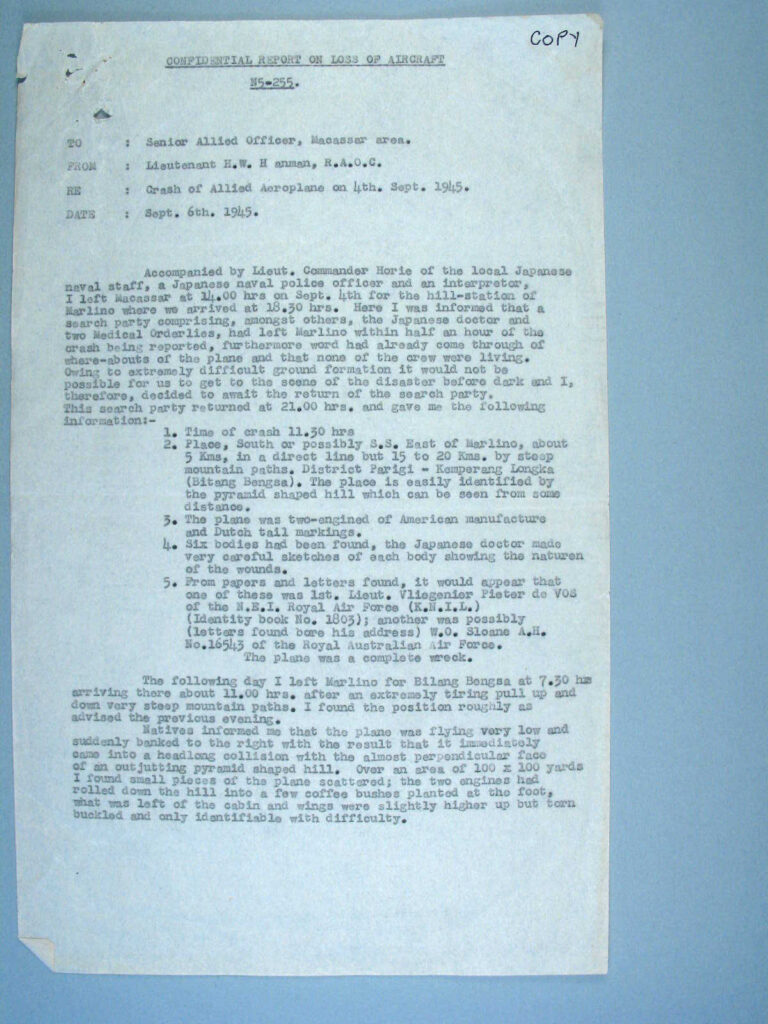 COPY
CONFIDENTIAL REPORT ON LOSS OF AIRCRAFT
N5-255.
TO : Senior Allied Officer, Macassar area.
FROM : Lieutenant H.W. H anman, R.A.O.C.
RE : Crash of Allied Aeroplane on 4th. Sept. 1945.
DATE : Sept. 6th. 1945.
Accompanied by Lieut. Commander Horie of the local Japanese
naval staff, a Japanese naval police officer and an interpretor,
I left Macassar at 14.00 hrs on Sept. 4th for the hill-station of
Marlino where we arrived at 18.30 hrs. Here I was informed that a
search party comprising, amongst others, the Japanese doctor and
two Medical Orderlies, had left Marlino within half an hour of the
crash being reported, furthermore word had already come through of
where-abouts of the plane and that none of the crew were living.
Owing to extremely difficult ground formation it would not be
possible for us to get to the scene of the disaster before dark and I,
therefore, decided to await the return of the search party.
This search party returned at 21.00 hrs. and gave me the following
information:-
1. Time of crash 11.30 hrs
2. Place, South or possibly S.S. East of Marlino, about
5 Kms, in a direct line but 15 to 20 Kms. by steep
mountain paths. District Parigi - Kemperang Longka
(Bitang Bengsa). The place is easily identified by
the pyramid shaped hill which can be seen from some
distance.
3. The plane was two-engined of American manufacture
and Dutch tail markings.
4. Six bodies had been found, the Japanese doctor made
very careful sketches of each body showing the naturen
of the wounds.
5. From papers and letters found, it would appear that
one of these was 1st. Lieut. Vliegenier Pieter de VOS
of the N.E.I. Royal Air Force (K.N.I.L.)
(Identity book No. 1803); another was possibly
(letters found bore his address) W.O. Sloane A.H.
No.16543 of the Royal Australian Air Force.
The plane was a complete wreck.
The following day I left Marlino for Bilang Bengsa at 7.30 hrs
arriving there about 11.00 hrs. after an extremely tiring pull up and
down very steep mountain paths. I found the position roughly as
advised the previous evening.
Natives informed me that the plane was flying very low and
suddenly banked to the right with the result that it immediately
came into a headlong collision with the almost perpendicular face
of an outjutting pyramid shaped hill. Over an area of 100 x 100 yards
I found small pieces of the plane scattered; the two engines had
rolled down the hill into a few coffee bushes planted at the foot,
what was left of the cabin and wings were slightly higher up but torn
buckled and only identifiable with difficulty.